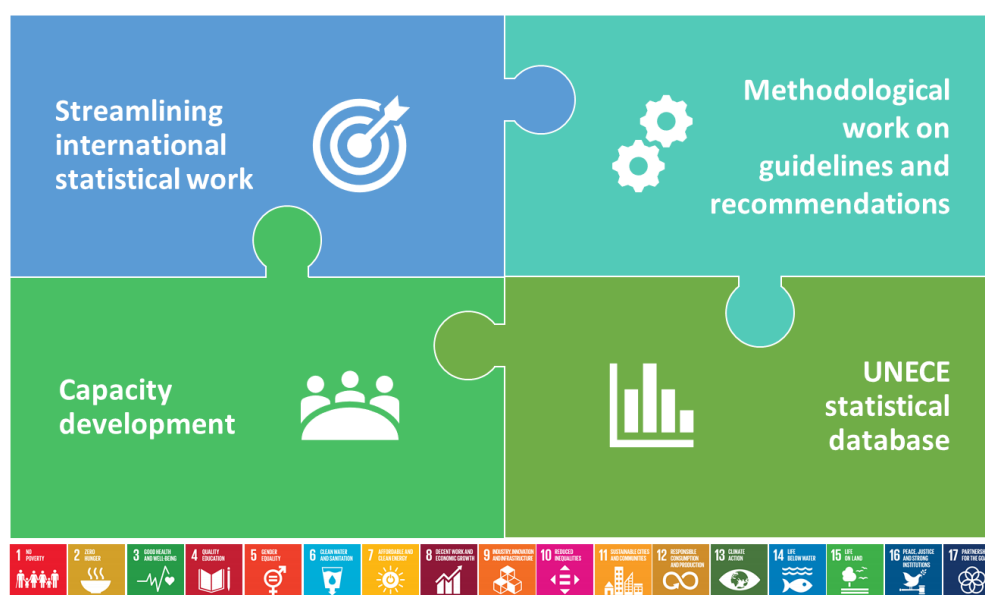 Streamlining
international
statistical work
Methodological
work on
guidelines and
recommendations
Capacity
development
UNECE
statistical
database
1 NO
POVERTY
2 ZERO
HUNGER
3 GOOD HEALTH
AND WELL-BEING
4 QUALITY
EDUCATION
5 GENDER
EQUALITY
6 CLEAN WATER
AND SANITATION
7 AFFORDABLE AND
CLEAN ENERGY
8 DECENT WORK AND
ECONOMIC GROWTH
9 INDUSTRY, INNOVATION
AND INFRASTRUCTURE
10 REDUCED
INEQUALITIES
11 SUSTAINABLE CITIES
AND COMMUNITIES
12 RESPONSIBLE
CONSUMPTION
AND PRODUCTION
13 CLIMATE
ACTION
14 LIFE
BELOW WATER
15 LIFE
ON LAND
16 PEACE, JUSTICE
AND STRONG
INSTITUTIONS
17
FOR THE